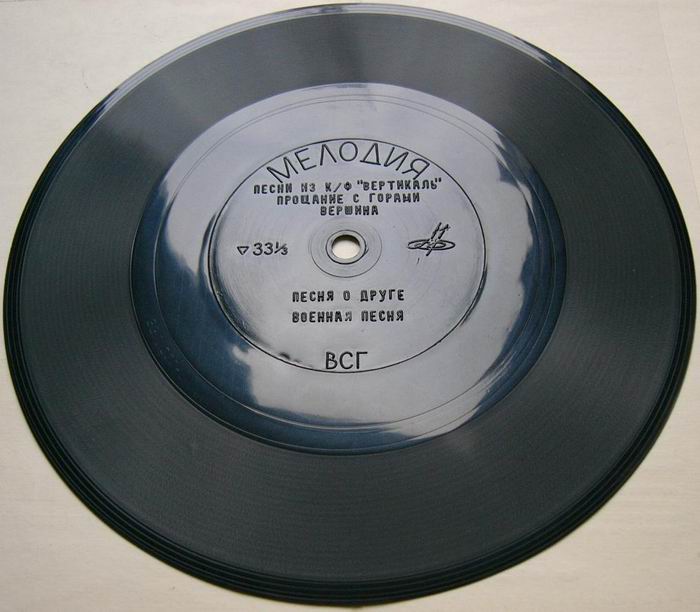 МЕЛОДИЯ
ПЕСНИ ИЗ К/Ф "ВЕРТИКАЛЬ"
ПРОЩАНИЕ С ГОРАМИ
ВЕРШИНА
▽33⅓
ПЕСНЯ О ДРУГЕ
ВОЕННАЯ ПЕСНЯ
ВСГ